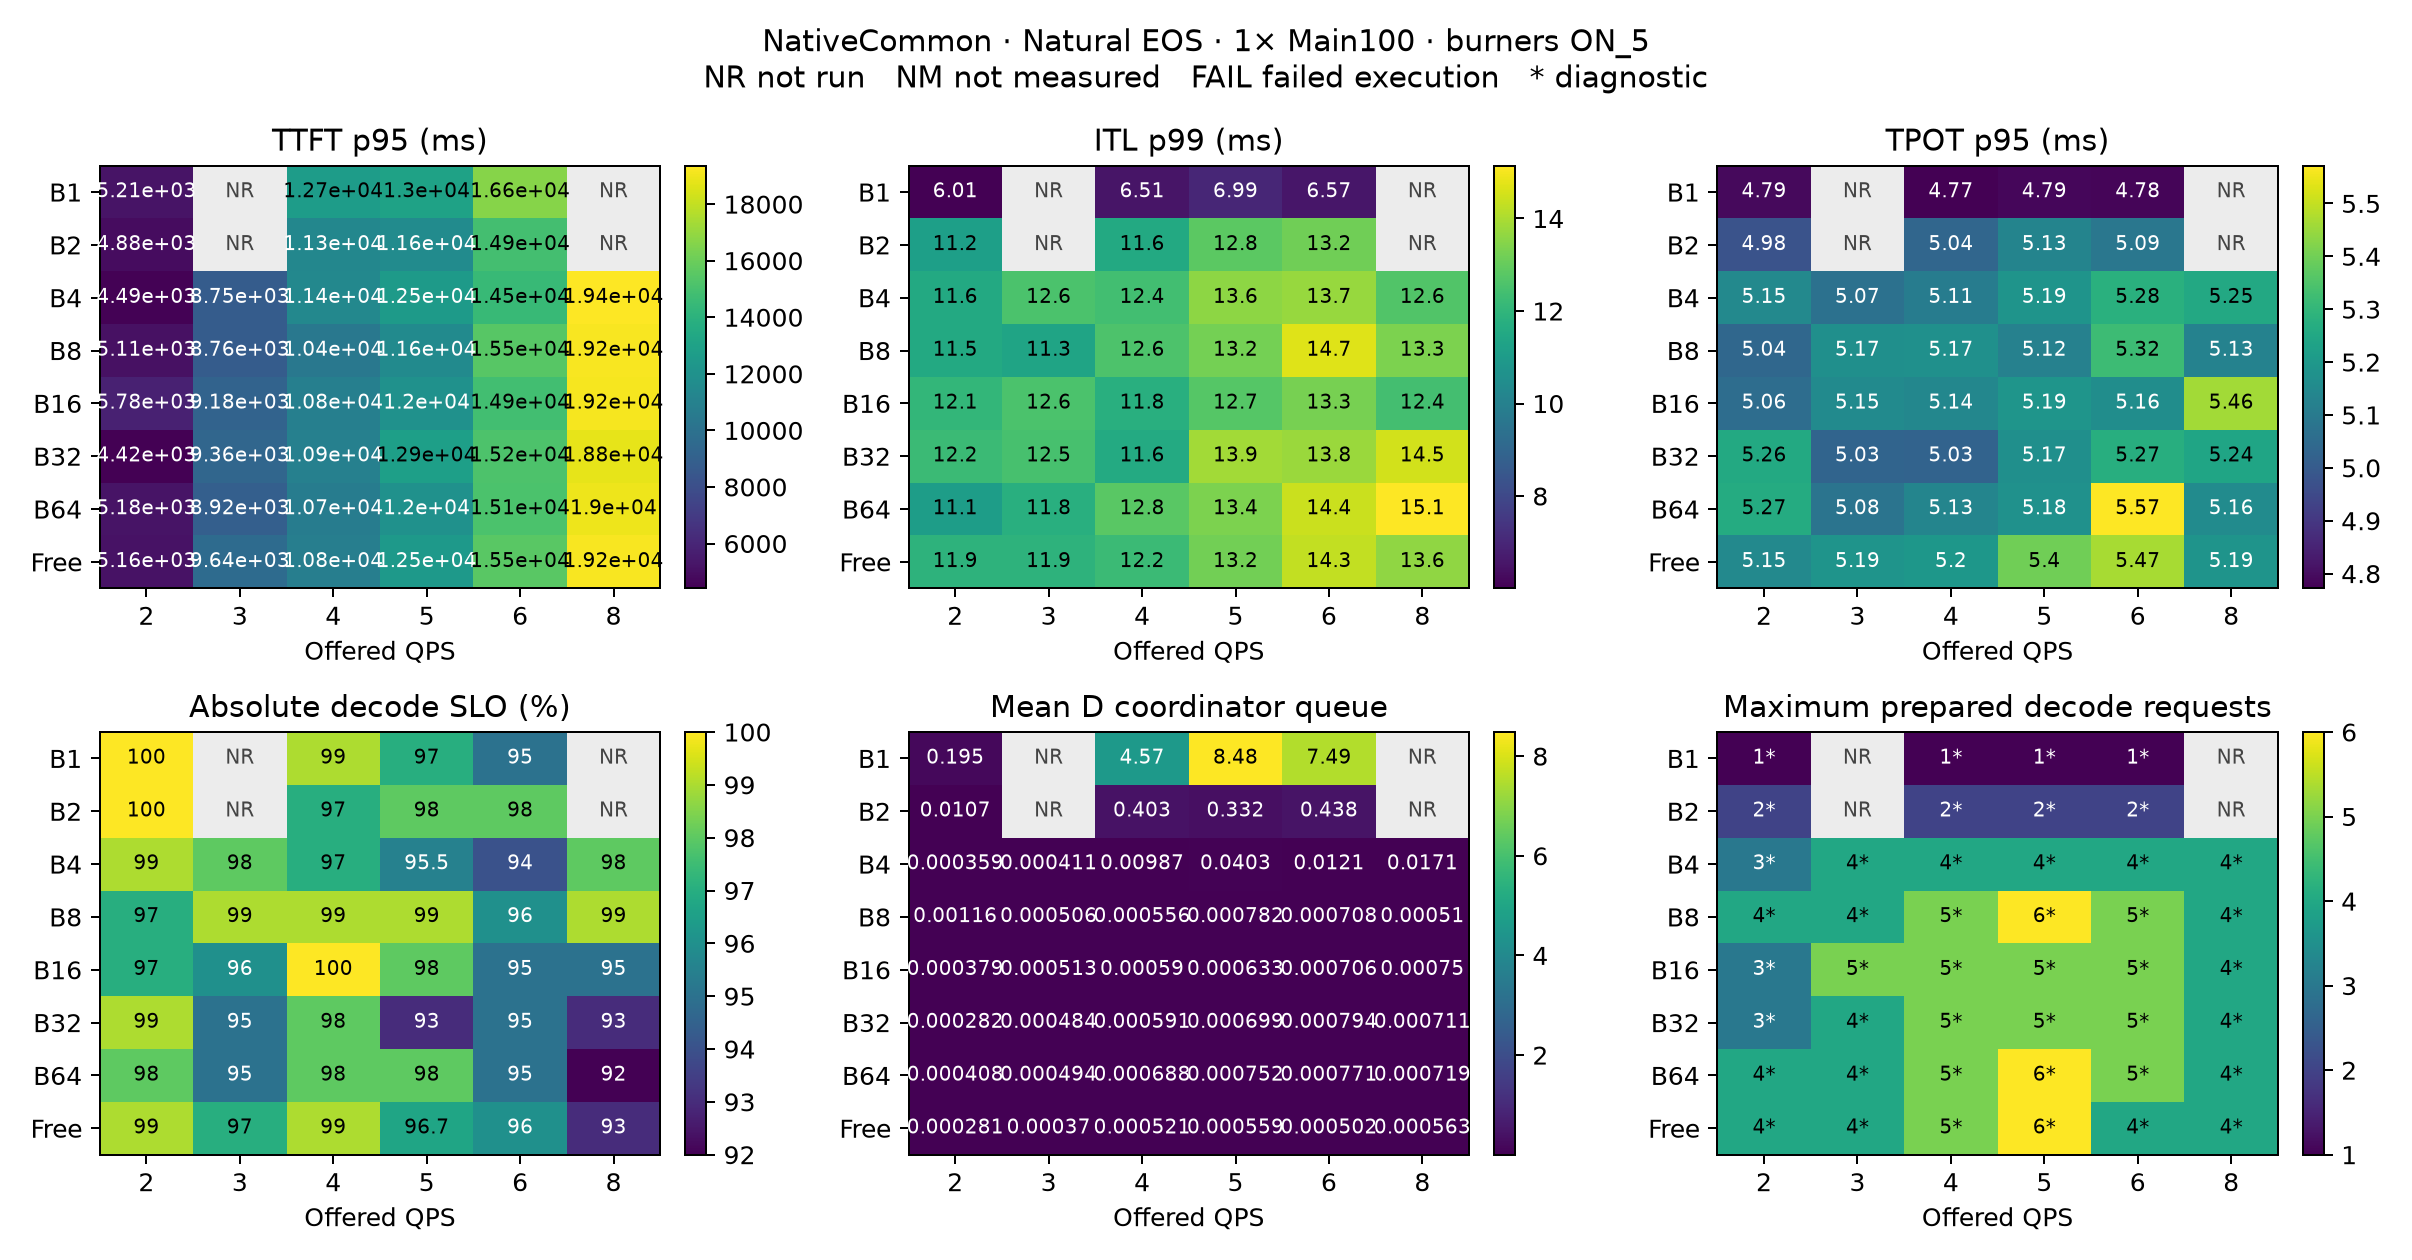 NativeCommon · Natural EOS · 1× Main100 · burners ON_5
NR not run   NM not measured   FAIL failed execution   * diagnostic
TTFT p95 (ms)
B1 5.21e+03 NR 1.27e+04 1.3e+04 1.66e+04 NR
B2 4.88e+03 NR 1.13e+04 1.16e+04 1.49e+04 NR
B4 4.49e+03 8.75e+03 1.14e+04 1.25e+04 1.45e+04 1.94e+04
B8 5.11e+03 8.76e+03 1.04e+04 1.16e+04 1.55e+04 1.92e+04
B16 5.78e+03 9.18e+03 1.08e+04 1.2e+04 1.49e+04 1.92e+04
B32 4.42e+03 9.36e+03 1.09e+04 1.29e+04 1.52e+04 1.88e+04
B64 5.18e+03 8.92e+03 1.07e+04 1.2e+04 1.51e+04 1.9e+04
Free 5.16e+03 9.64e+03 1.08e+04 1.25e+04 1.55e+04 1.92e+04
2 3 4 5 6 8
Offered QPS
18000
16000
14000
12000
10000
8000
6000
ITL p99 (ms)
B1 6.01 NR 6.51 6.99 6.57 NR
B2 11.2 NR 11.6 12.8 13.2 NR
B4 11.6 12.6 12.4 13.6 13.7 12.6
B8 11.5 11.3 12.6 13.2 14.7 13.3
B16 12.1 12.6 11.8 12.7 13.3 12.4
B32 12.2 12.5 11.6 13.9 13.8 14.5
B64 11.1 11.8 12.8 13.4 14.4 15.1
Free 11.9 11.9 12.2 13.2 14.3 13.6
2 3 4 5 6 8
Offered QPS
14
12
10
8
TPOT p95 (ms)
B1 4.79 NR 4.77 4.79 4.78 NR
B2 4.98 NR 5.04 5.13 5.09 NR
B4 5.15 5.07 5.11 5.19 5.28 5.25
B8 5.04 5.17 5.17 5.12 5.32 5.13
B16 5.06 5.15 5.14 5.19 5.16 5.46
B32 5.26 5.03 5.03 5.17 5.27 5.24
B64 5.27 5.08 5.13 5.18 5.57 5.16
Free 5.15 5.19 5.2 5.4 5.47 5.19
2 3 4 5 6 8
Offered QPS
5.5
5.4
5.3
5.2
5.1
5.0
4.9
4.8
Absolute decode SLO (%)
B1 100 NR 99 97 95 NR
B2 100 NR 97 98 98 NR
B4 99 98 97 95.5 94 98
B8 97 99 99 99 96 99
B16 97 96 100 98 95 95
B32 99 95 98 93 95 93
B64 98 95 98 98 95 92
Free 99 97 99 96.7 96 93
2 3 4 5 6 8
Offered QPS
100
99
98
97
96
95
94
93
92
Mean D coordinator queue
B1 0.195 NR 4.57 8.48 7.49 NR
B2 0.0107 NR 0.403 0.332 0.438 NR
B4 0.000359 0.000411 0.00987 0.0403 0.0121 0.0171
B8 0.00116 0.000506 0.000556 0.000782 0.000708 0.00051
B16 0.000379 0.000513 0.00059 0.000633 0.000706 0.00075
B32 0.000282 0.000484 0.000591 0.000699 0.000794 0.000711
B64 0.000408 0.000494 0.000688 0.000752 0.000771 0.000719
Free 0.000281 0.00037 0.000521 0.000559 0.000502 0.000563
2 3 4 5 6 8
Offered QPS
8
6
4
2
Maximum prepared decode requests
B1 1* NR 1* 1* 1* NR
B2 2* NR 2* 2* 2* NR
B4 3* 4* 4* 4* 4* 4*
B8 4* 4* 5* 6* 5* 4*
B16 3* 5* 5* 5* 5* 4*
B32 3* 4* 5* 5* 5* 4*
B64 4* 4* 5* 6* 5* 4*
Free 4* 4* 5* 6* 4* 4*
2 3 4 5 6 8
Offered QPS
6
5
4
3
2
1